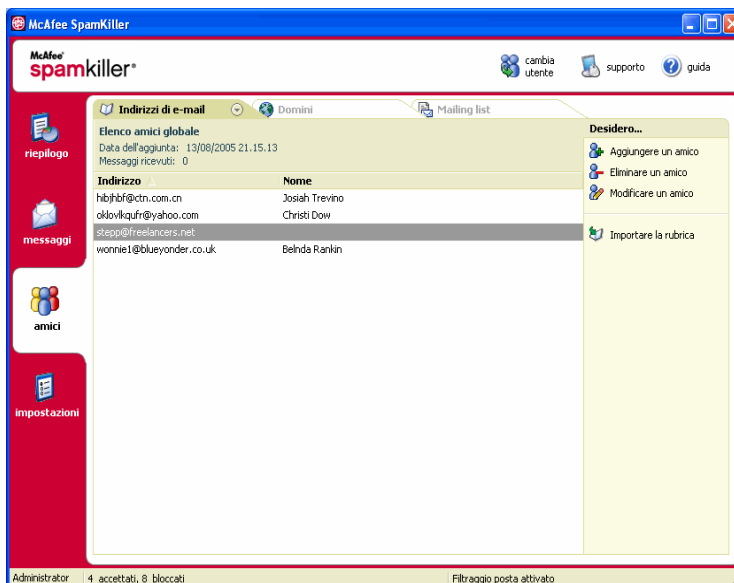 McAfee SpamKiller
McAfee
spamkiller
cambia utente
supporto
guida
riepilogo
messaggi
amici
impostazioni
Indirizzi di e-mail
Domini
Mailing list
Elenco amici globale
Data dell'aggiunta: 13/08/2005 21.15.13
Messaggi ricevuti: 0
Indirizzo Nome
hibjhbf@ctn.com.cn Josiah Trevino
oklovlkqufr@yahoo.com Christi Dow
stepp@freelancers.net
wonnie1@blueyonder.co.uk Belnda Rankin
Desidero...
Aggiungere un amico
Eliminare un amico
Modificare un amico
Importare la rubrica
Administrator 4 accettati, 8 bloccati Filtraggio posta attivato